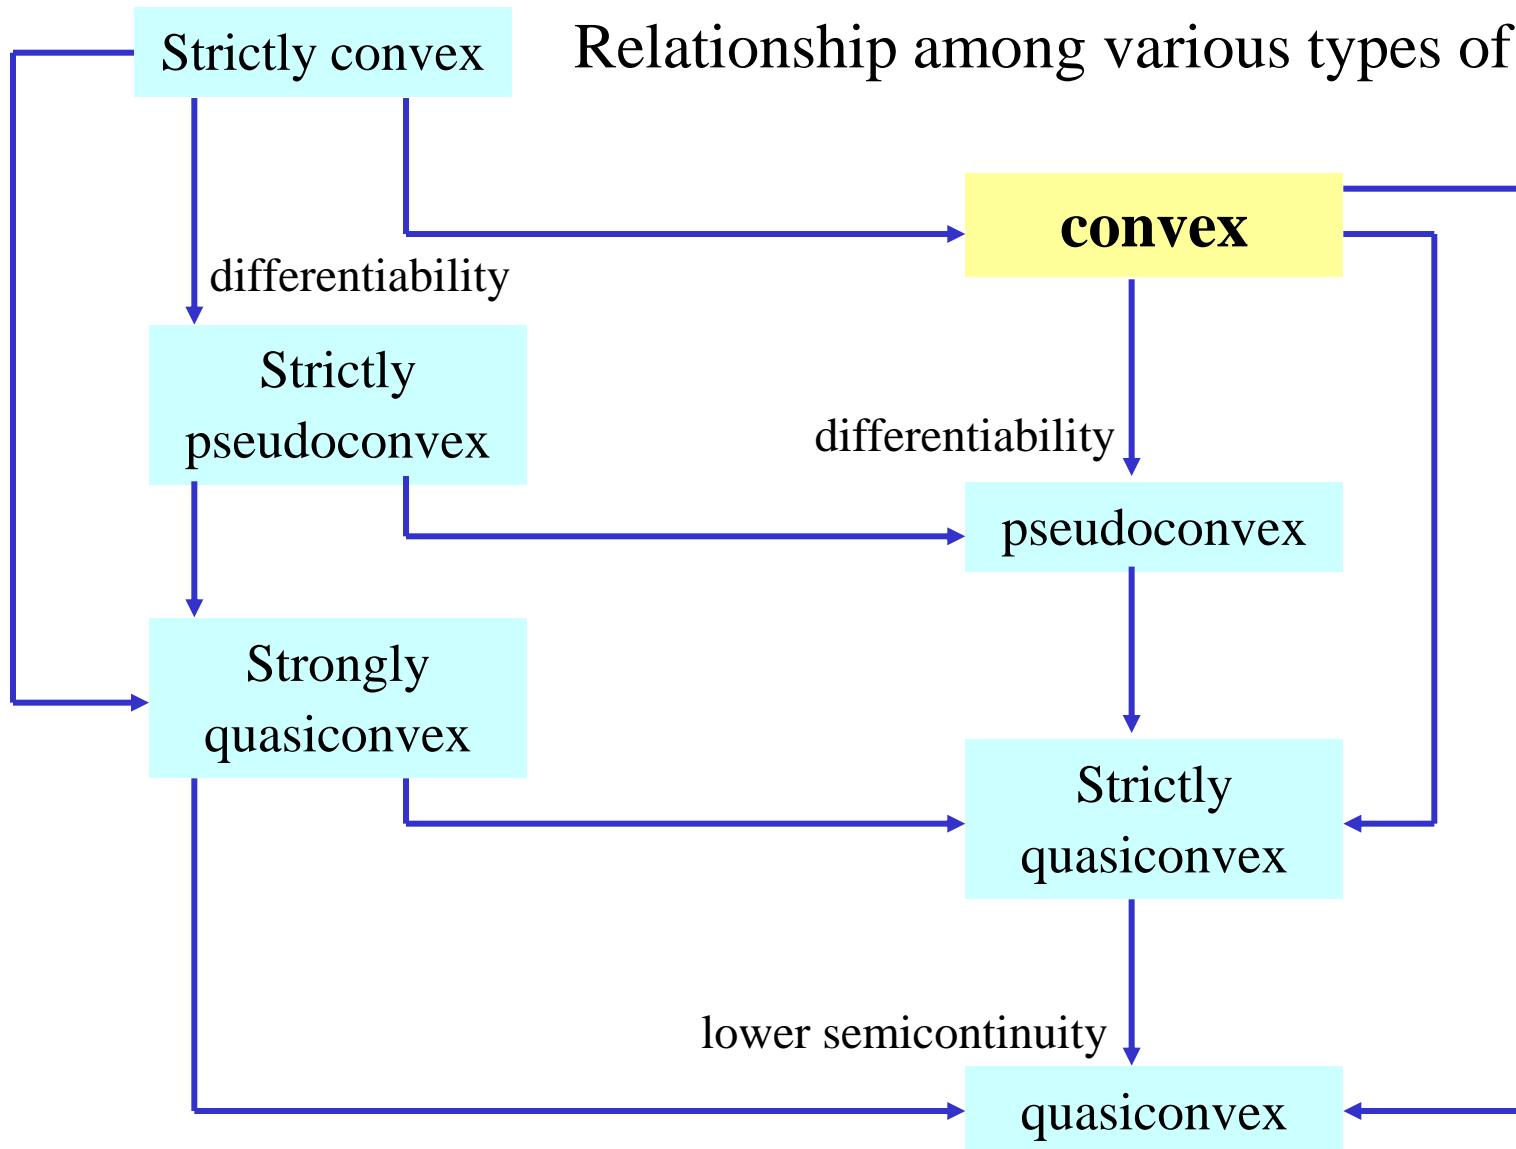 Strictly convex
Relationship among various types of
convex
differentiability
Strictly
pseudoconvex
differentiability
pseudoconvex
Strongly
quasiconvex
Strictly
quasiconvex
lower semicontinuity
quasiconvex